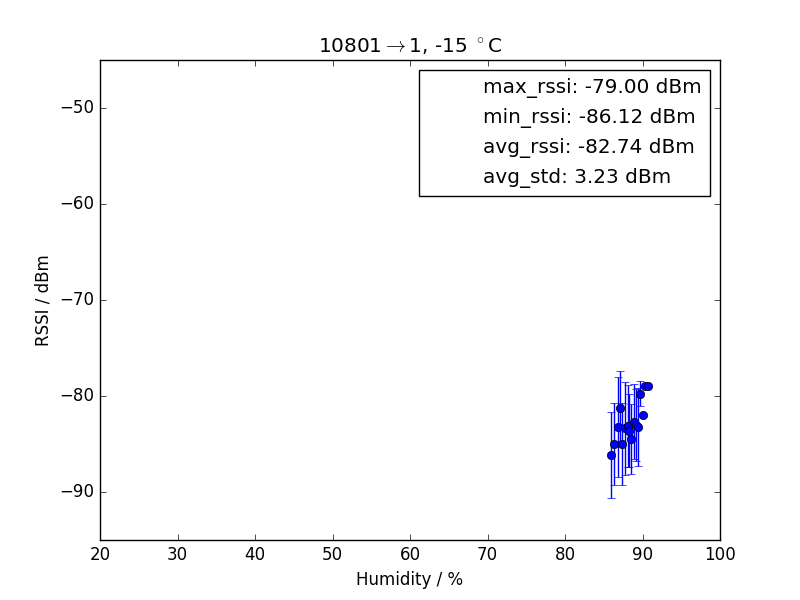 10801→1, -15 °C
max_rssi: -79.00 dBm
min_rssi: -86.12 dBm
avg_rssi: -82.74 dBm
avg_std: 3.23 dBm
−50
−60
−70
−80
−90
RSSI / dBm
20 30 40 50 60 70 80 90 100
Humidity / %